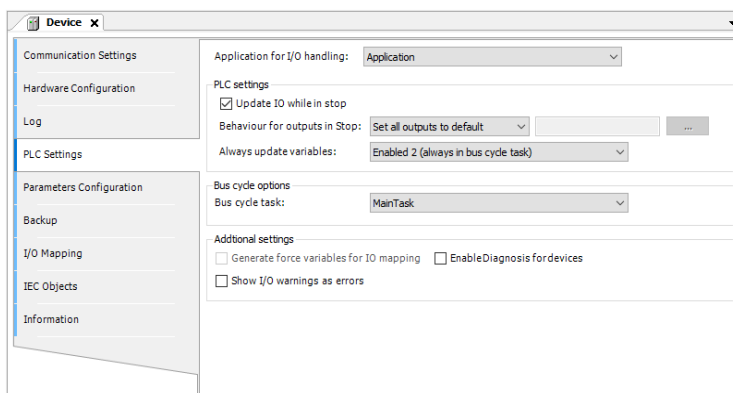 Device
Communication Settings
Hardware Configuration
Log
PLC Settings
Parameters Configuration
Backup
I/O Mapping
IEC Objects
Information
Application for I/O handling: Application
PLC settings
Update IO while in stop
Behaviour for outputs in Stop: Set all outputs to default ...
Always update variables: Enabled 2 (always in bus cycle task)
Bus cycle options
Bus cycle task: MainTask
Addtional settings
Generate force variables for IO mapping Enable Diagnosis for devices
Show I/O warnings as errors